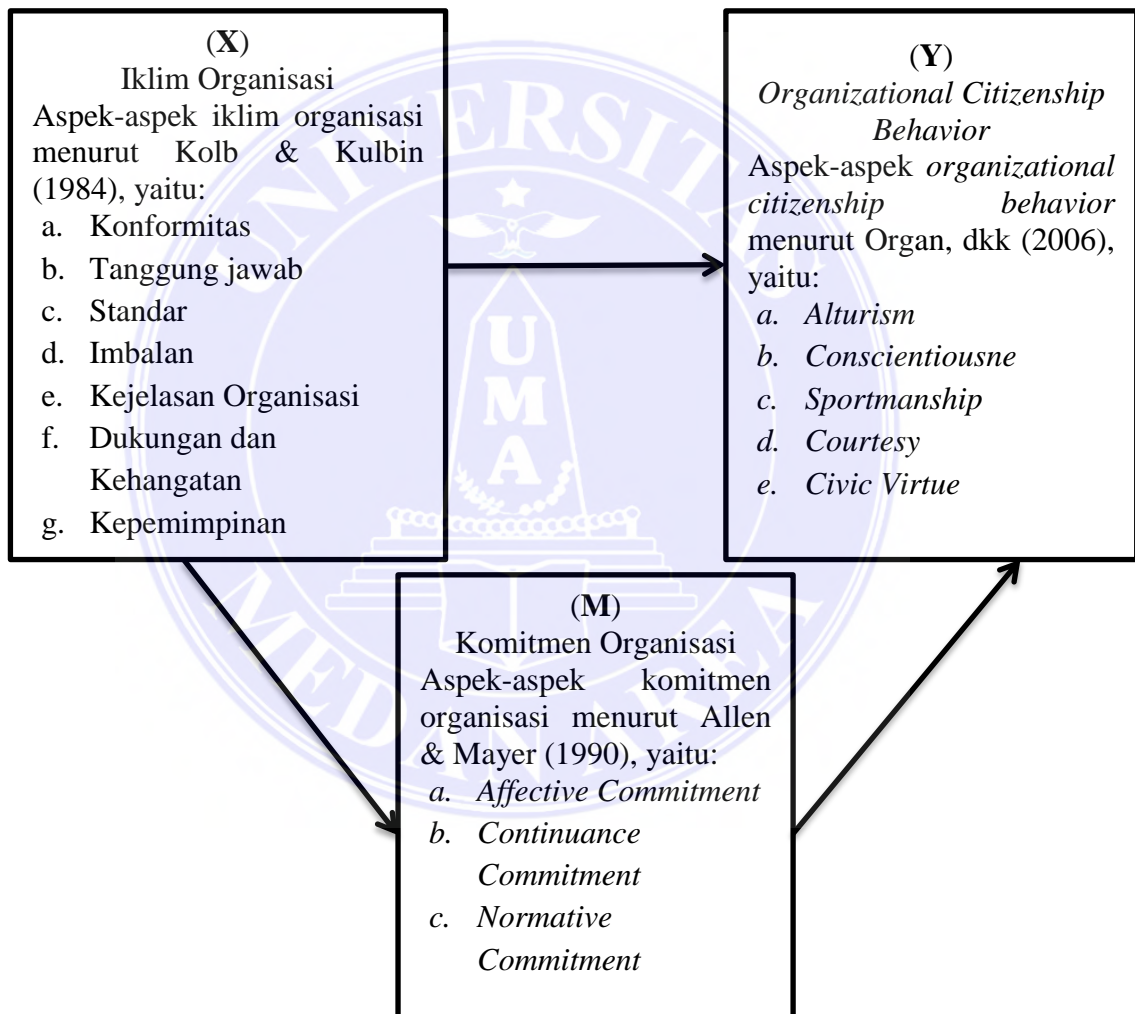 (X)
Iklim Organisasi
Aspek-aspek iklim organisasi
menurut Kolb & Kulbin
(1984), yaitu:
a. Konformitas
b. Tanggung jawab
c. Standar
d. Imbalan
e. Kejelasan Organisasi
f. Dukungan dan
Kehangatan
g. Kepemimpinan
(Y)
Organizational Citizenship
Behavior
Aspek-aspek organizational
citizenship behavior
menurut Organ, dkk (2006),
yaitu:
a. Alturism
b. Conscientiousne
c. Sportmanship
d. Courtesy
e. Civic Virtue
(M)
Komitmen Organisasi
Aspek-aspek komitmen
organisasi menurut Allen
& Mayer (1990), yaitu:
a. Affective Commitment
b. Continuance
Commitment
c. Normative
Commitment
UNIVERSITAS
MEDAN AREA
U
M
A